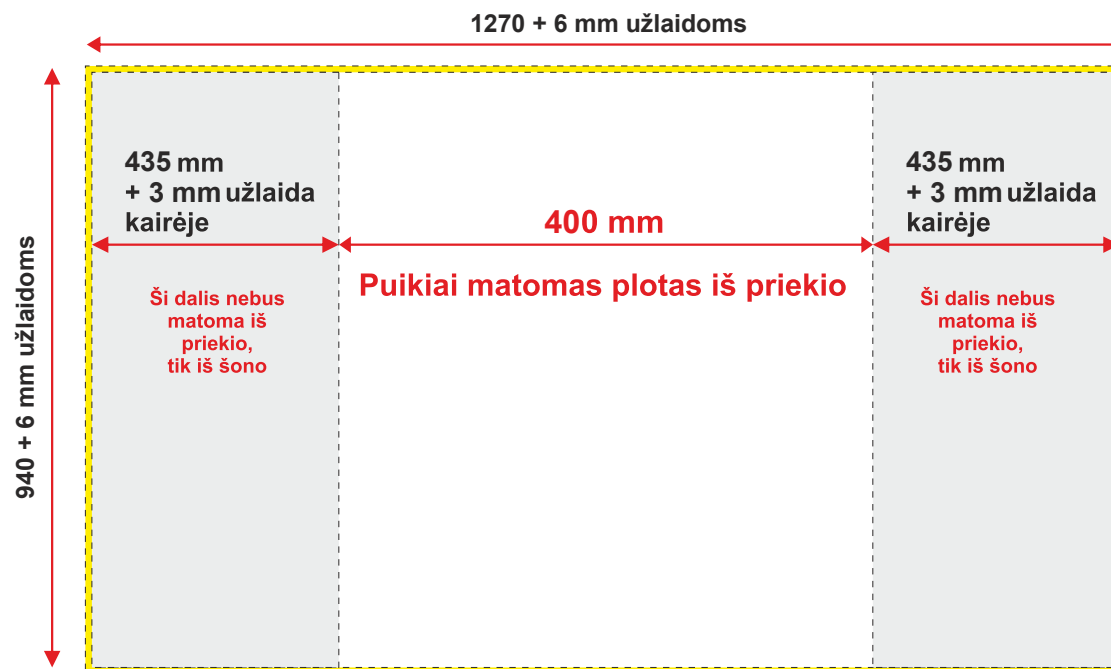 1270 + 6 mm užlaidoms
435 mm
+ 3 mm užlaida
kairėje
435 mm
+ 3 mm užlaida
kairėje
400 mm
Puikiai matomas plotas iš priekio
Ši dalis nebus
matoma iš
priekio,
tik iš šono
Ši dalis nebus
matoma iš
priekio,
tik iš šono
940 + 6 mm užlaidoms